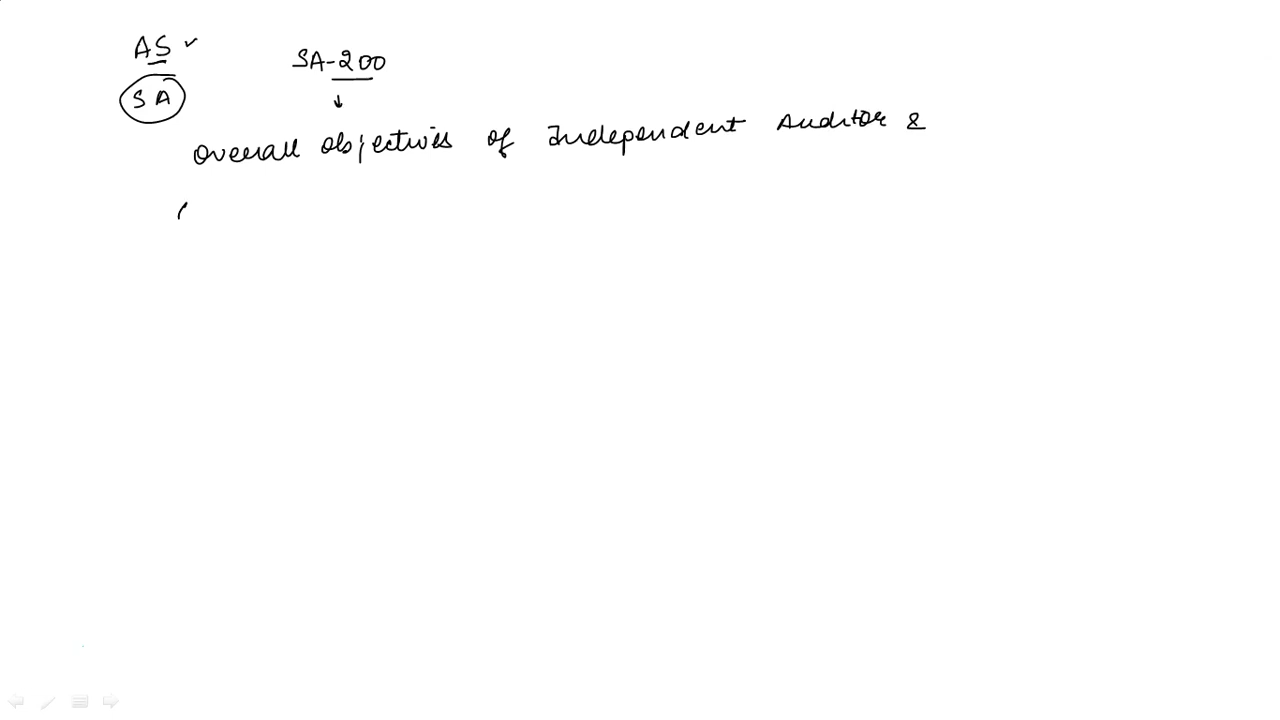 AS ✓
SA
SA-200
↓
Overall objectives of Independent Auditor &
(